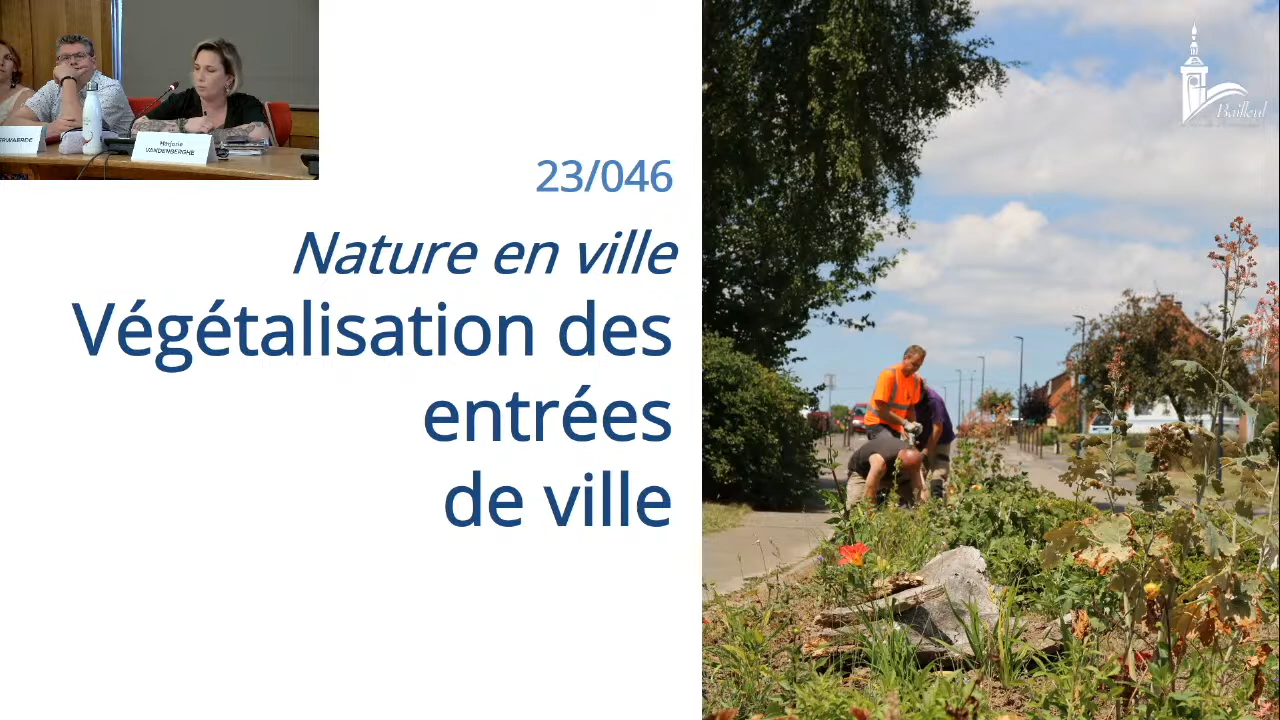 Marjorie
VANDENBERGHE
23/046
Nature en ville
Végétalisation des
entrées
de ville
Bailleul